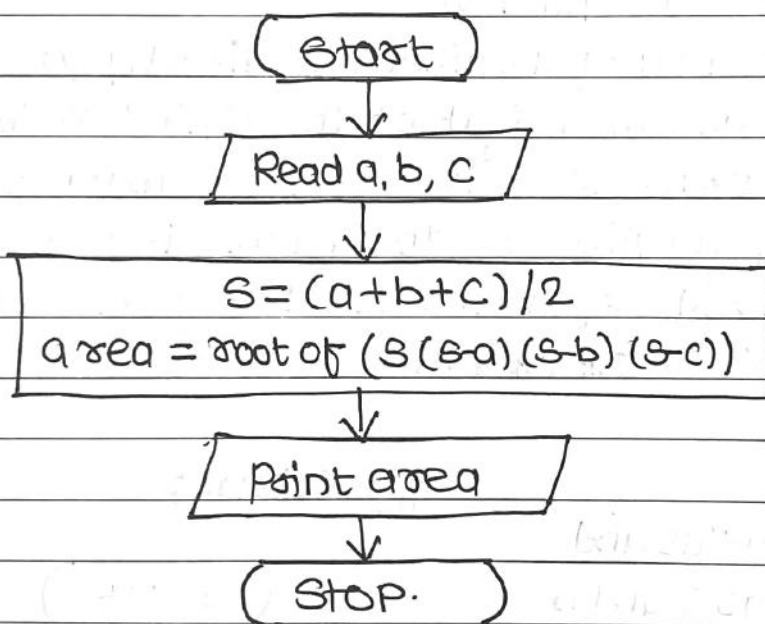 Start
Read a, b, c
S = (a+b+c)/2
area = root of (S(S-a)(S-b)(S-c))
Print area
Stop.